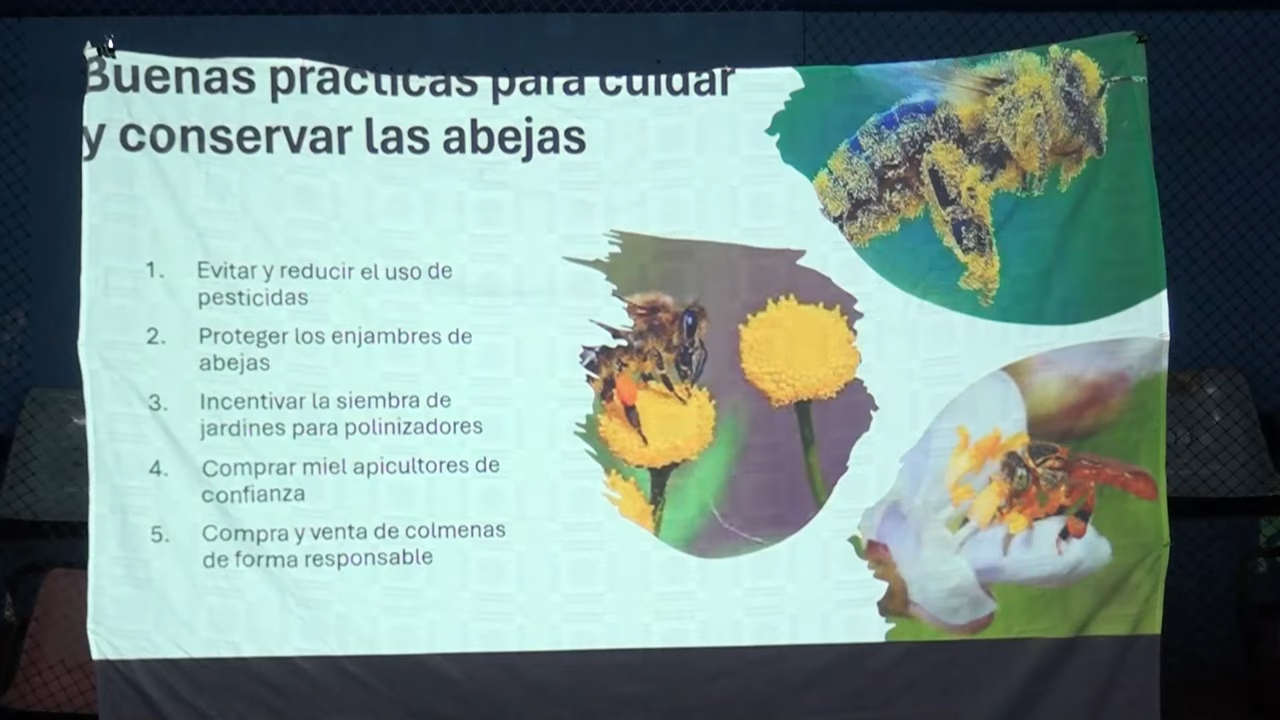 Buenas prácticas para cuidar
y conservar las abejas
1. Evitar y reducir el uso de
pesticidas
2. Proteger los enjambres de
abejas
3. Incentivar la siembra de
jardines para polinizadores
4. Comprar miel apicultores de
confianza
5. Compra y venta de colmenas
de forma responsable